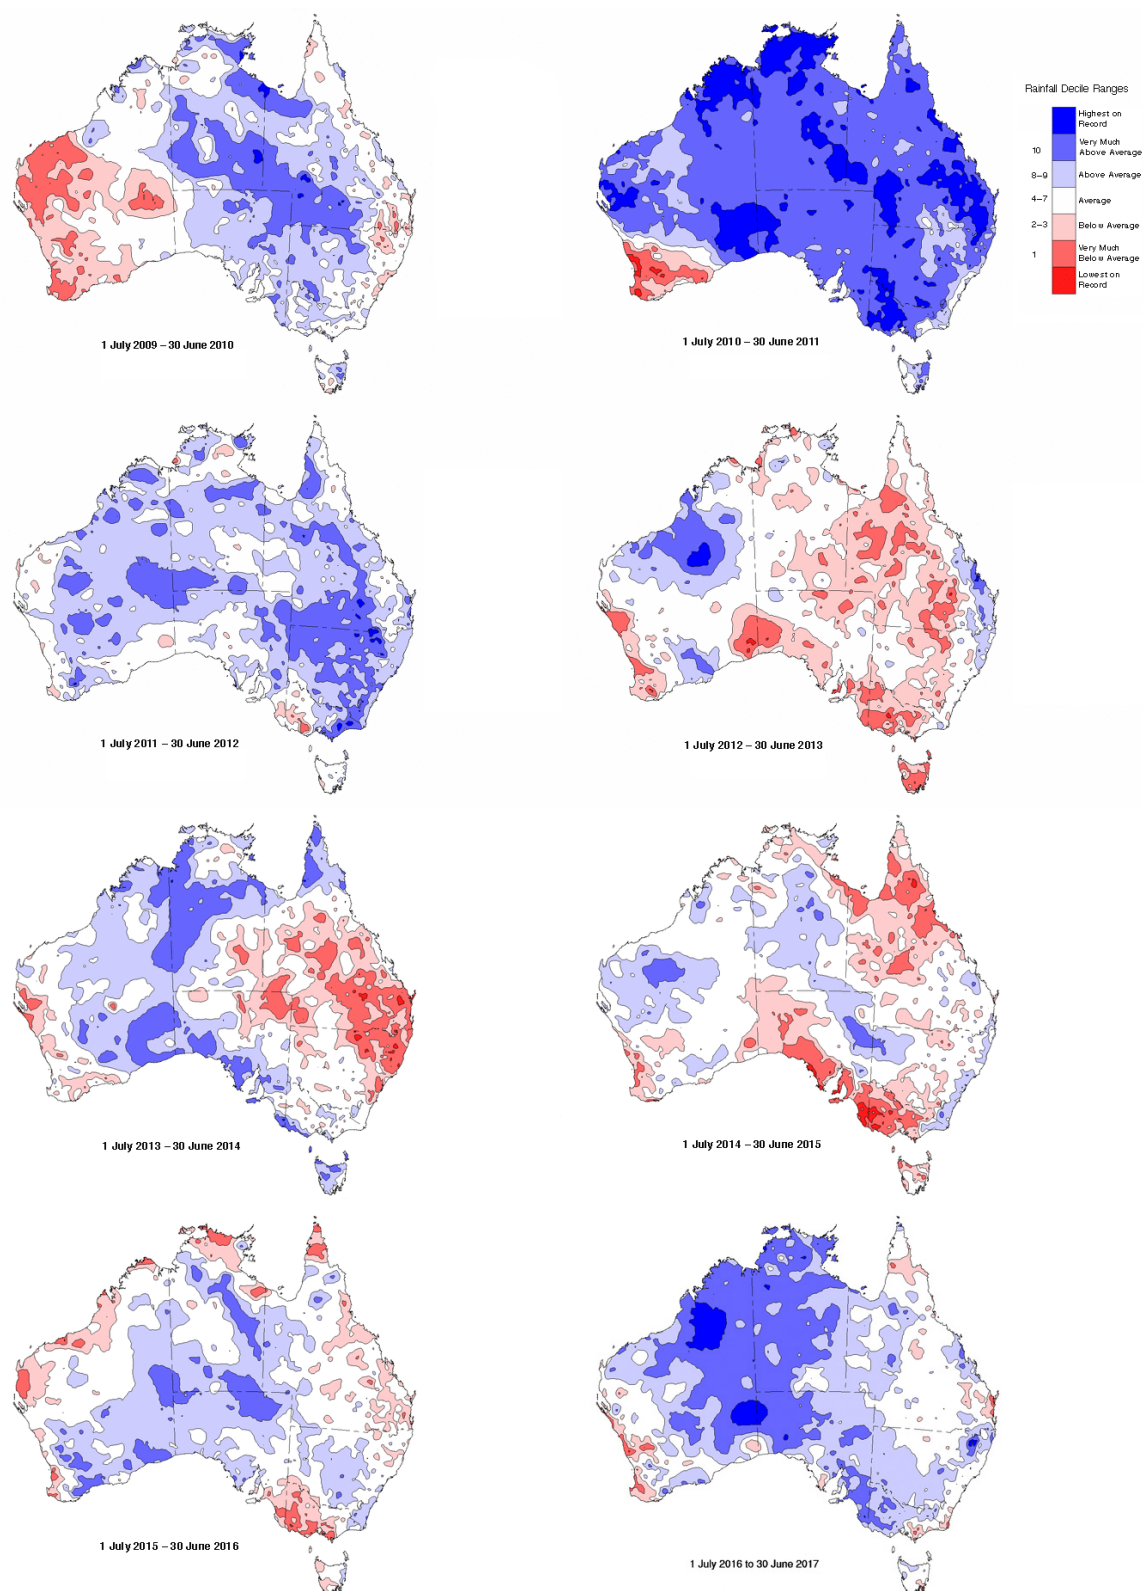 Rainfall Decile Ranges
Highest on
Record
10
Very Much
Above Average
8–9
Above Average
4–7
Average
2–3
Below Average
1
Very Much
Below Average
Lowest on
Record
1 July 2009 – 30 June 2010
1 July 2010 – 30 June 2011
1 July 2011 – 30 June 2012
1 July 2012 – 30 June 2013
1 July 2013 – 30 June 2014
1 July 2014 – 30 June 2015
1 July 2015 – 30 June 2016
1 July 2016 to 30 June 2017